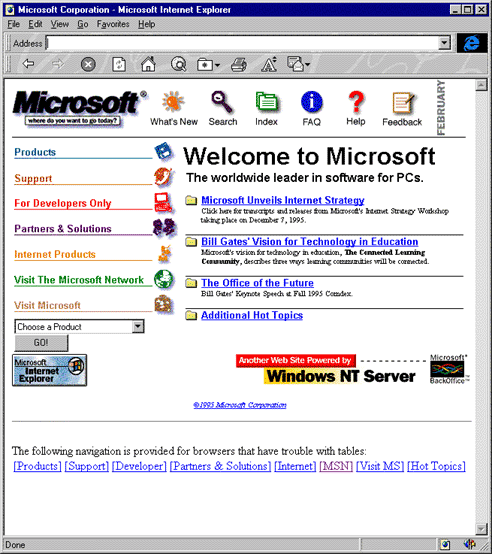 Microsoft Corporation - Microsoft Internet Explorer
File Edit View Go Favorites Help
Address
Microsoft®
where do you want to go today?
What's New
Search
Index
FAQ
Help
Feedback
FEBRUARY
Products
Support
For Developers Only
Partners & Solutions
Internet Products
Visit The Microsoft Network
Visit Microsoft
Choose a Product
GO!
Microsoft
Internet
Explorer
Welcome to Microsoft
The worldwide leader in software for PCs.
Microsoft Unveils Internet Strategy
Click here for transcripts and releases from Microsoft's Internet Strategy Workshop
taking place on December 7, 1995.
Bill Gates' Vision for Technology in Education
Microsoft's vision for technology in education, The Connected Learning
Community, describes three ways learning communities will be connected.
The Office of the Future
Bill Gates' Keynote Speech at Fall 1995 Comdex.
Additional Hot Topics
Another Web Site Powered by
Windows NT Server
Microsoft®
BackOffice™
©1995 Microsoft Corporation
The following navigation is provided for browsers that have trouble with tables:
[Products] [Support] [Developer] [Partners & Solutions] [Internet] [MSN] [Visit MS] [Hot Topics]
Done